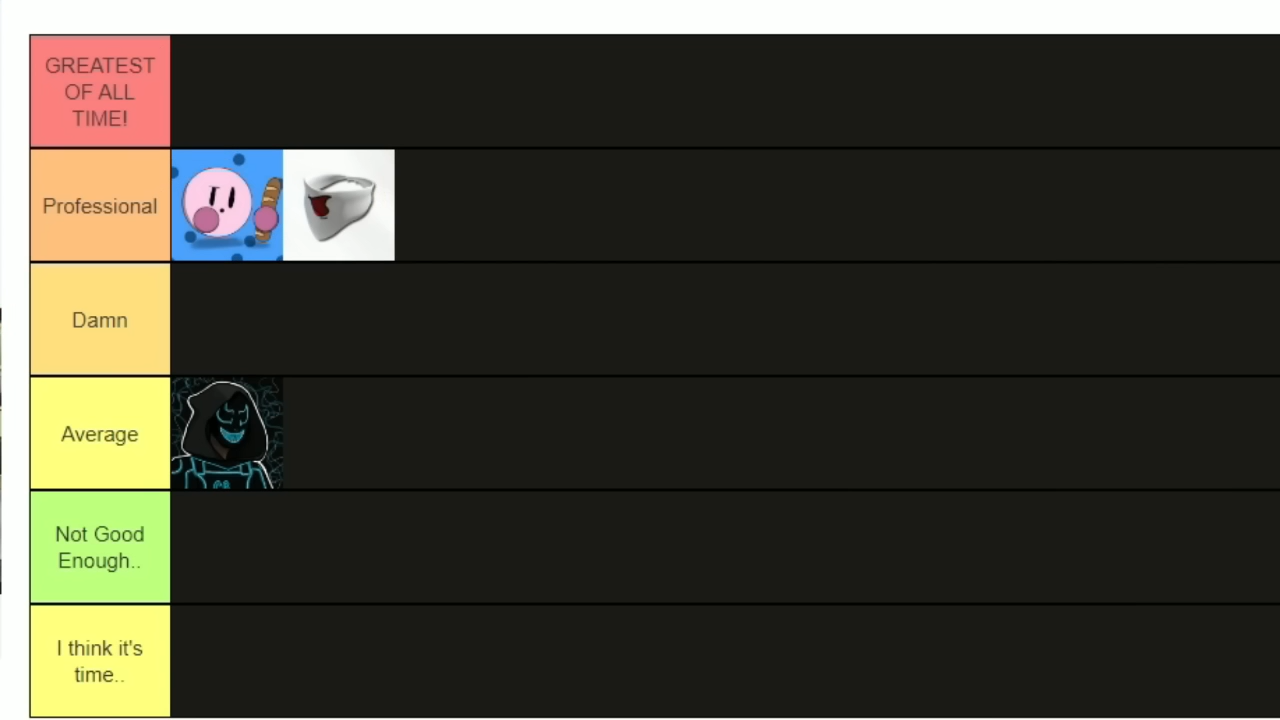 GREATEST
OF ALL
TIME!
Professional
Damn
Average
Not Good
Enough..
I think it's
time..